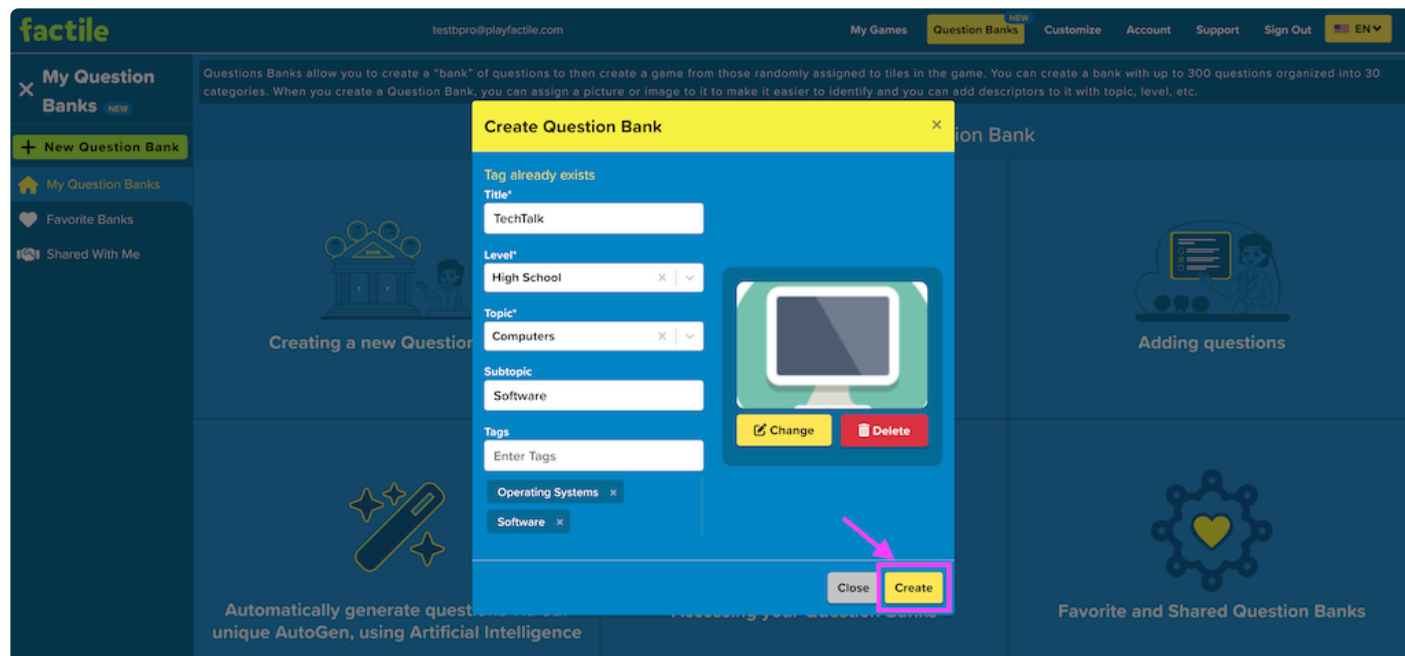 factile
testbpro@playfactile.com
My Games
Question Banks
NEW
Customize
Account
Support
Sign Out
EN
My Question
Banks NEW
Questions Banks allow you to create a "bank" of questions to then create a game from those randomly assigned to tiles in the game. You can create a bank with up to 300 questions organized into 30
categories. When you create a Question Bank, you can assign a picture or image to it to make it easier to identify and you can add descriptors to it with topic, level, etc.
+ New Question Bank
My Question Banks
Favorite Banks
Shared With Me
ion Bank
Create Question Bank ×
Tag already exists
Title*
TechTalk
Level*
High School
Topic*
Computers
Subtopic
Software
Tags
Enter Tags
Operating Systems ×
Software ×
Change
Delete
Close
Create
Creating a new Question
Adding questions
Automatically generate quest
unique AutoGen, using Artificial Intelligence
Favorite and Shared Question Banks